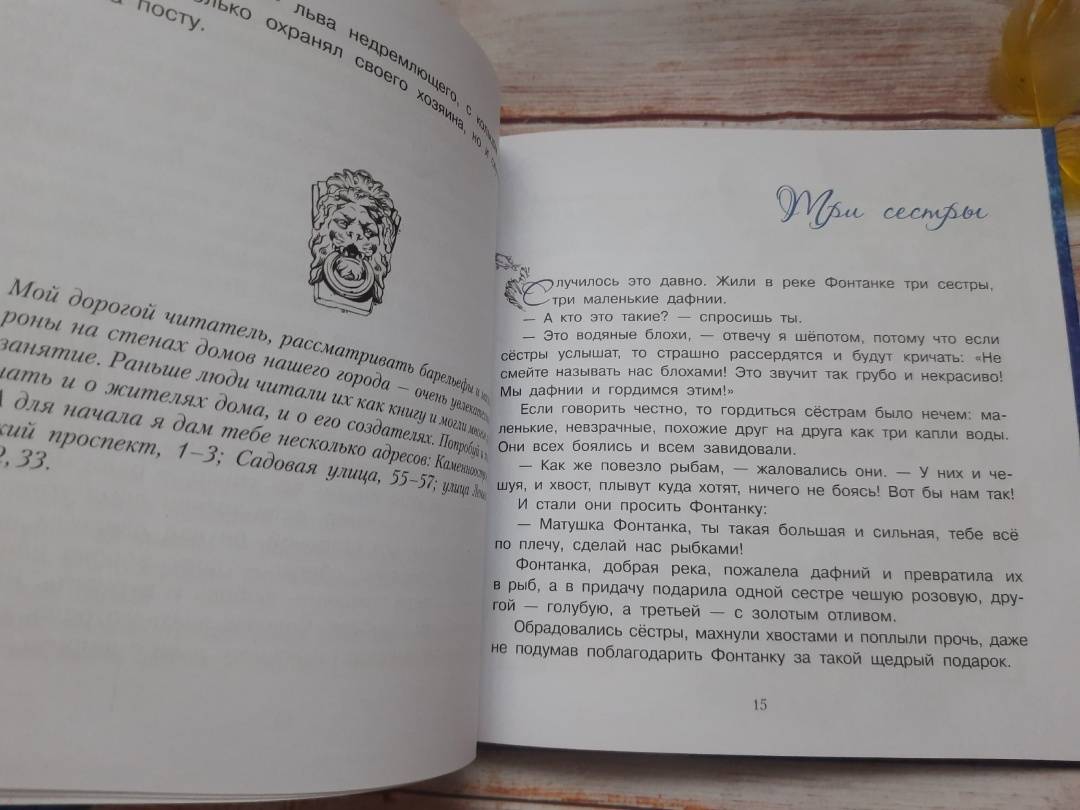 льва недремлющего, с
олько охранял своего хозяина, но и
посту.
Мой дорогой читатель, рассматривать барельефы и
роны на стенах домов нашего города – очень
занятие. Раньше люди читали их как книгу и могли
нать и о жителях дома, и о его создателях. Попробуй и
А для начала я дам тебе несколько адресов:
кий проспект, 1–3; Садовая улица, 55–57; улица
2, 33.
Три сестры
Случилось это давно. Жили в реке Фонтанке три сестры,
три маленькие дафнии.
— А кто это такие? — спросишь ты.
— Это водяные блохи, — отвечу я шёпотом, потому что если
сёстры услышат, то страшно рассердятся и будут кричать: «Не
смейте называть нас блохами! Это звучит так грубо и некрасиво!
Мы дафнии и гордимся этим!»
Если говорить честно, то гордиться сёстрам было нечем: ма-
ленькие, невзрачные, похожие друг на друга как три капли воды.
Они всех боялись и всем завидовали.
— Как же повезло рыбам, — жаловались они. — У них и че-
шуя, и хвост, плывут куда хотят, ничего не боясь! Вот бы нам так!
И стали они просить Фонтанку:
— Матушка Фонтанка, ты такая большая и сильная, тебе всё
по плечу, сделай нас рыбками!
Фонтанка, добрая река, пожалела дафний и превратила их
в рыб, а в придачу подарила одной сестре чешую розовую, дру-
гой — голубую, а третьей — с золотым отливом.
Обрадовались сёстры, махнули хвостами и поплыли прочь, даже
не подумав поблагодарить Фонтанку за такой щедрый подарок.
15